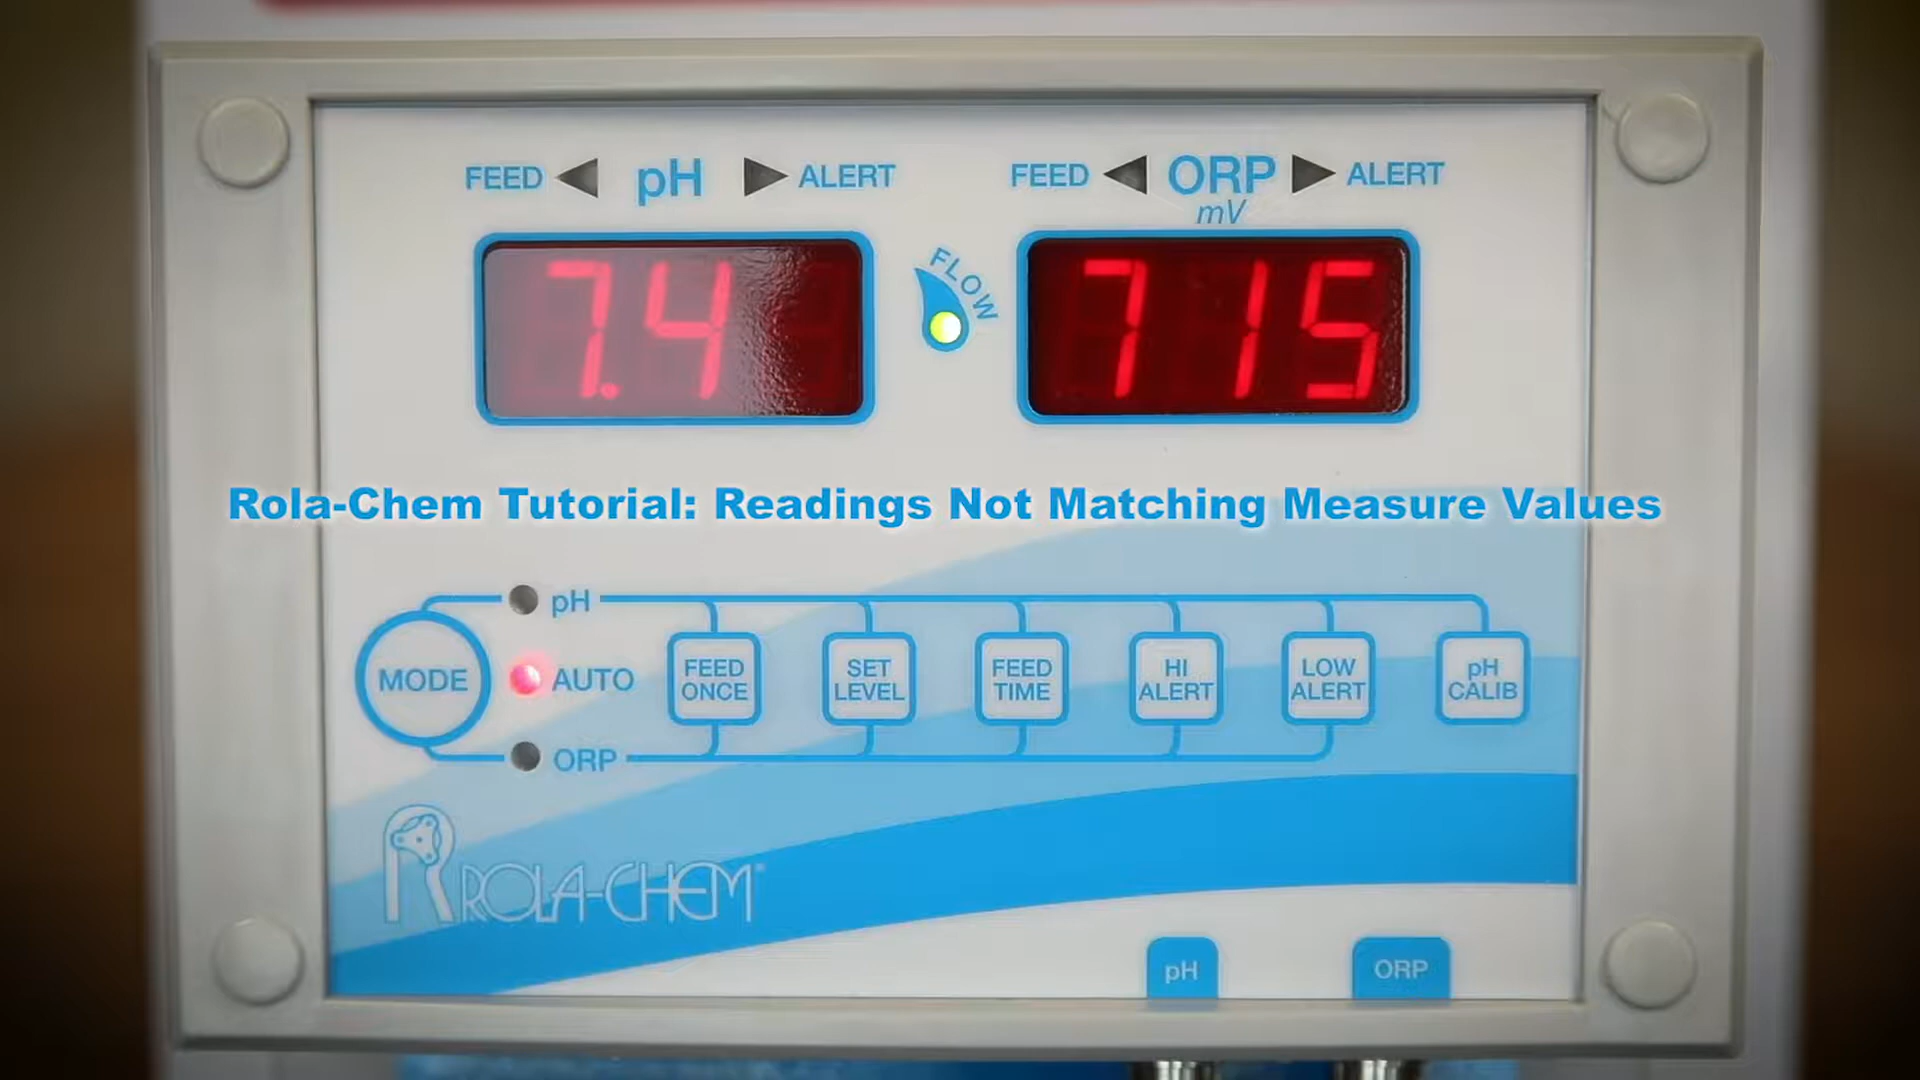 FEED pH ALERT
FEED ORP ALERT
mV
7.4
FLOW
715
Rola-Chem Tutorial: Readings Not Matching Measure Values
pH
MODE
AUTO
FEED ONCE
SET LEVEL
FEED TIME
HI ALERT
LOW ALERT
pH CALIB
ORP
ROLA-CHEM
pH
ORP